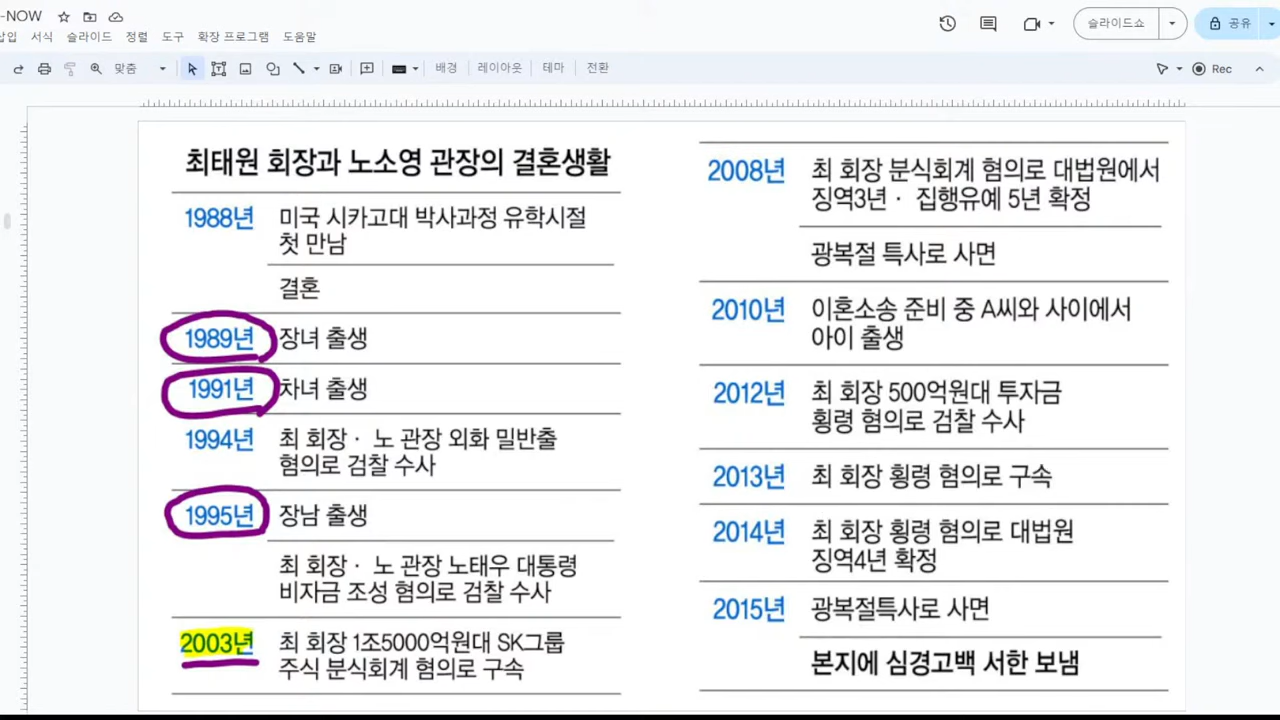 -NOW
삽입 서식 슬라이드 정렬 도구 확장 프로그램 도움말
슬라이드쇼
공유
맞춤
배경 레이아웃 테마 전환
Rec
최태원 회장과 노소영 관장의 결혼생활
1988년 미국 시카고대 박사과정 유학시절
첫 만남
결혼
1989년 장녀 출생
1991년 차녀 출생
1994년 최 회장· 노 관장 외화 밀반출
혐의로 검찰 수사
1995년 장남 출생
최 회장· 노 관장 노태우 대통령
비자금 조성 혐의로 검찰 수사
2003년 최 회장 1조5000억원대 SK그룹
주식 분식회계 혐의로 구속
2008년 최 회장 분식회계 혐의로 대법원에서
징역3년· 집행유예 5년 확정
광복절 특사로 사면
2010년 이혼소송 준비 중 A씨와 사이에서
아이 출생
2012년 최 회장 500억원대 투자금
횡령 혐의로 검찰 수사
2013년 최 회장 횡령 혐의로 구속
2014년 최 회장 횡령 혐의로 대법원
징역4년 확정
2015년 광복절특사로 사면
본지에 심경고백 서한 보냄